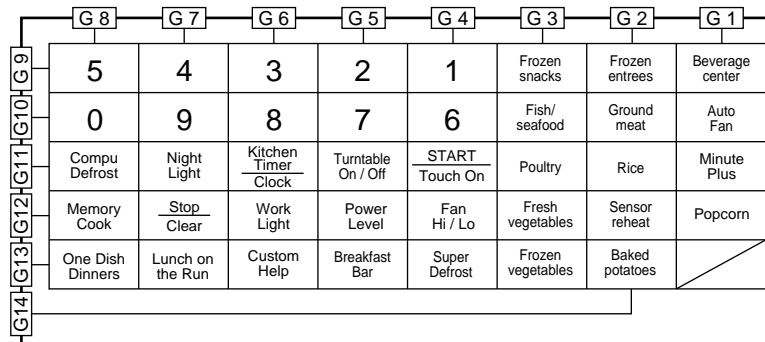 G 8 G 7 G 6 G 5 G 4 G 3 G 2 G 1
G 9
5 4 3 2 1
Frozen
snacks
Frozen
entrees
Beverage
center
G10
0 9 8 7 6
Fish/
seafood
Ground
meat
Auto
Fan
G11
Compu
Defrost
Night
Light
Kitchen
Timer
Clock
Turntable
On / Off
START
Touch On
Poultry
Rice
Minute
Plus
G12
Memory
Cook
Stop
Clear
Work
Light
Power
Level
Fan
Hi / Lo
Fresh
vegetables
Sensor
reheat
Popcorn
G13
One Dish
Dinners
Lunch on
the Run
Custom
Help
Breakfast
Bar
Super
Defrost
Frozen
vegetables
Baked
potatoes
G14